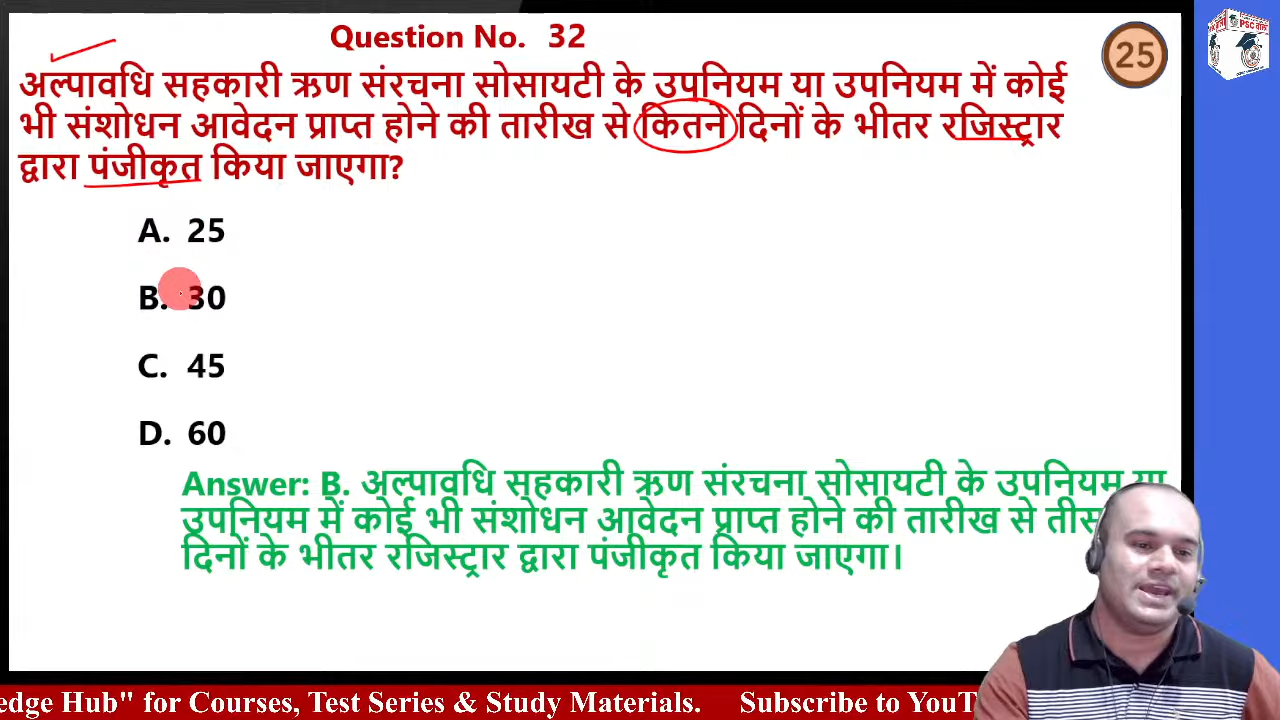 Question No. 32
25
PSC
अल्पावधि सहकारी ऋण संरचना सोसायटी के उपनियम या उपनियम में कोई
भी संशोधन आवेदन प्राप्त होने की तारीख से कितने दिनों के भीतर रजिस्ट्रार
द्वारा पंजीकृत किया जाएगा?
A. 25
B. 30
C. 45
D. 60
Answer: B. अल्पावधि सहकारी ऋण संरचना सोसायटी के उपनियम या
उपनियम में कोई भी संशोधन आवेदन प्राप्त होने की तारीख से तीस
दिनों के भीतर रजिस्ट्रार द्वारा पंजीकृत किया जाएगा।
edge Hub" for Courses, Test Series & Study Materials. Subscribe to YouT